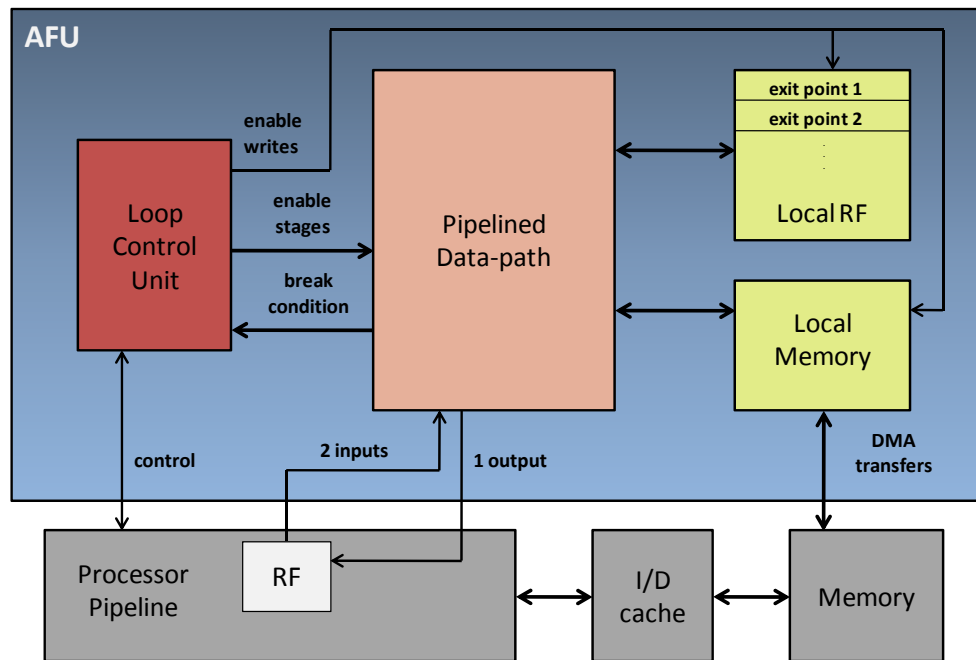 AFU
enable
writes
exit point 1
exit point 2
Local RF
Loop
Control
Unit
enable
stages
break
condition
Pipelined
Data-path
Local
Memory
control
2 inputs
1 output
DMA
transfers
Processor
Pipeline
RF
I/D
cache
Memory